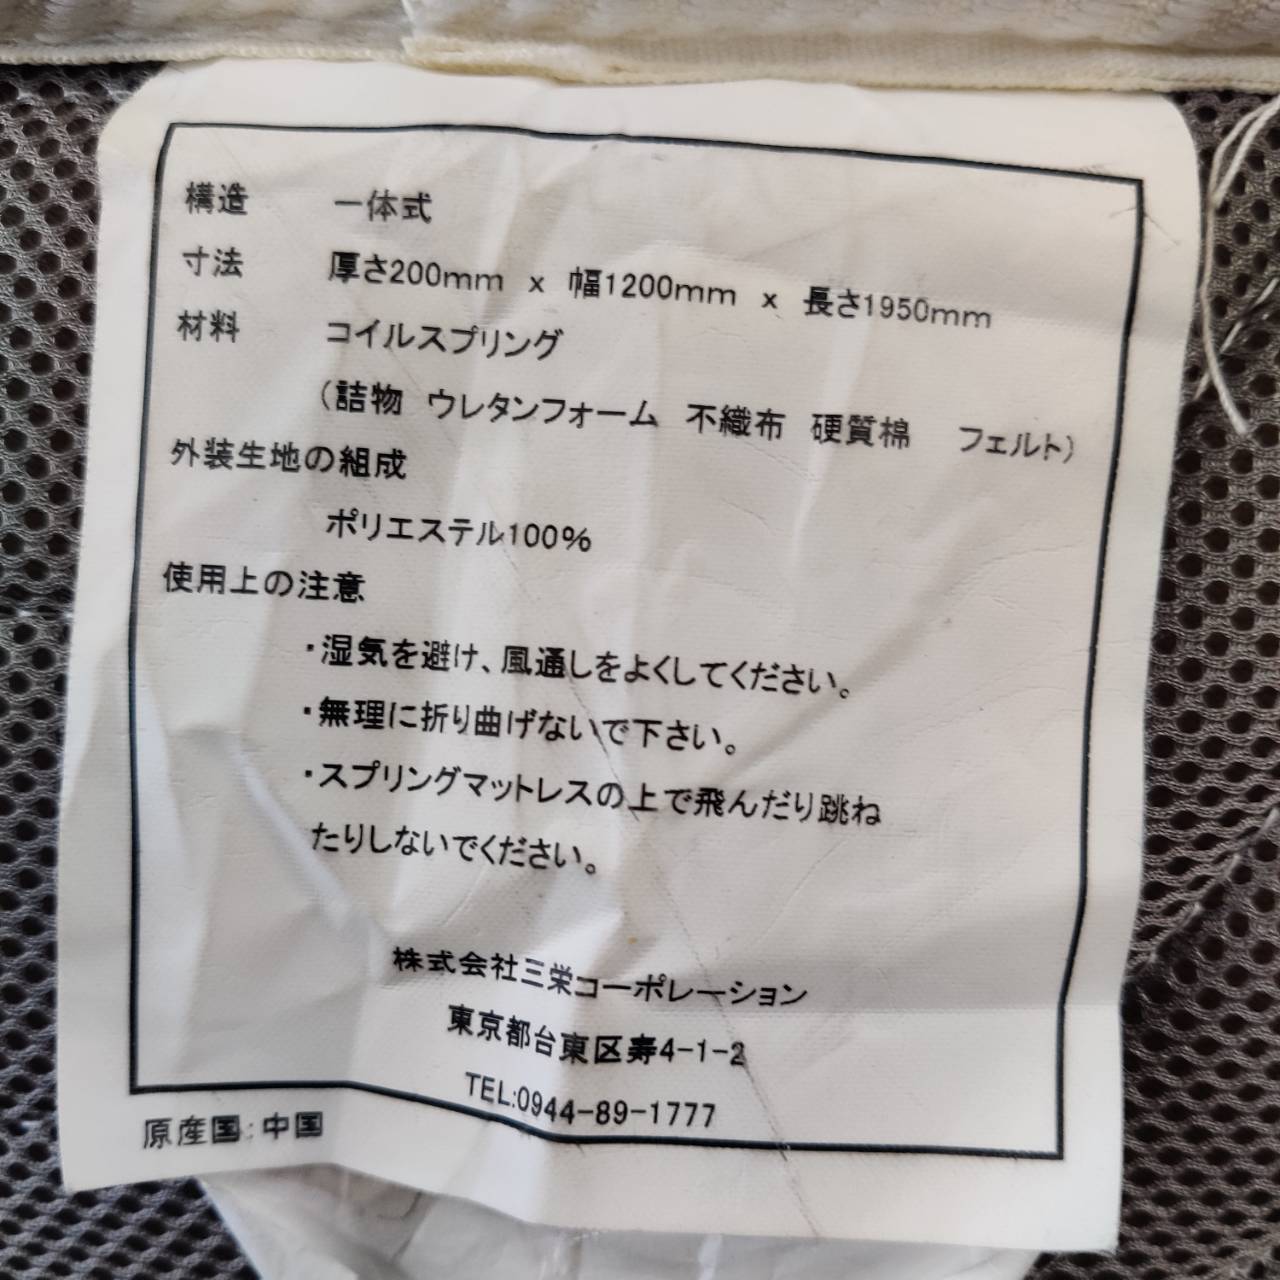 構造　一体式
寸法　厚さ200mm x 幅1200mm x 長さ1950mm
材料　コイルスプリング
（詰物　ウレタンフォーム　不織布　硬質棉　フェルト）
外装生地の組成
ポリエステル100%
使用上の注意
・湿気を避け、風通しをよくしてください。
・無理に折り曲げないで下さい。
・スプリングマットレスの上で飛んだり跳ね
たりしないでください。
株式会社三栄コーポレーション
東京都台東区寿4-1-2
TEL:0944-89-1777
原産国:中国